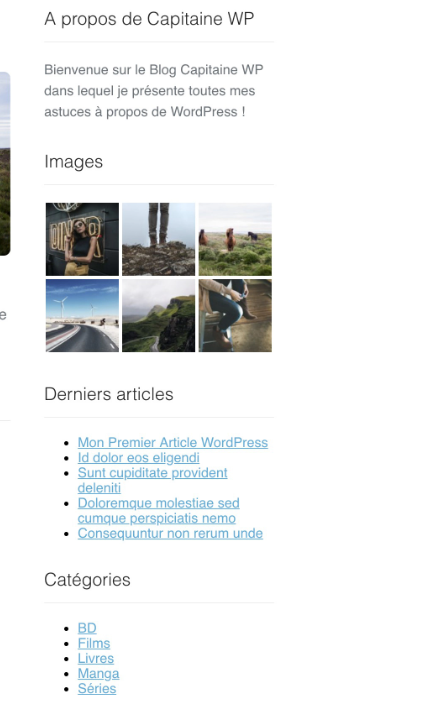 A propos de Capitaine WP
Bienvenue sur le Blog Capitaine WP
dans lequel je présente toutes mes
astuces à propos de WordPress !
Images
DINER
e
Derniers articles
Mon Premier Article WordPress
Id dolor eos eligendi
Sunt cupiditate provident
deleniti
Doloremque molestiae sed
cumque perspiciatis nemo
Consequuntur non rerum unde
Catégories
BD
Films
Livres
Manga
Séries